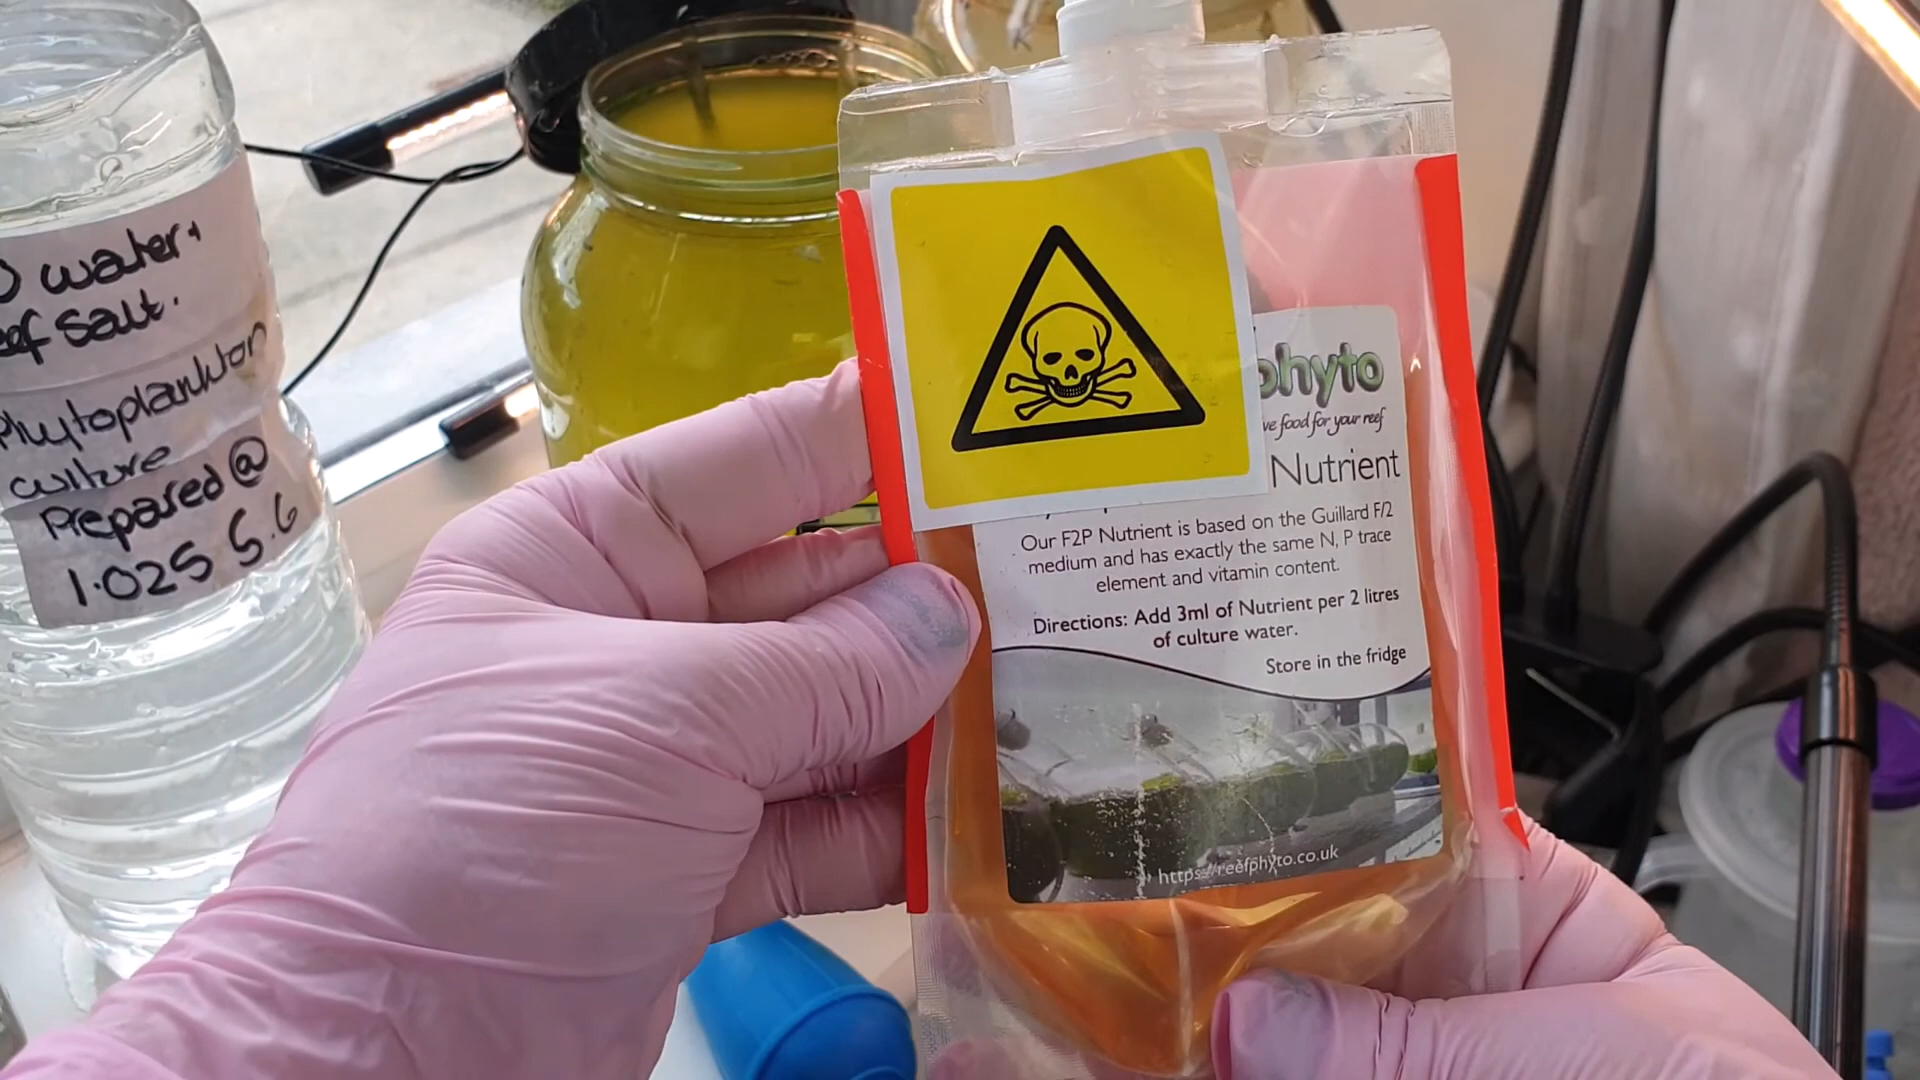 water +
Salt.
Phytoplankton
culture
Prepared @
1.025 5.6
phyto
food for your reef
Nutrient
Our F2P Nutrient is based on the Guillard F/2
medium and has exactly the same N, P trace
element and vitamin content.
Directions: Add 3ml of Nutrient per 2 litres
of culture water.
Store in the fridge
https://reefphyto.co.uk